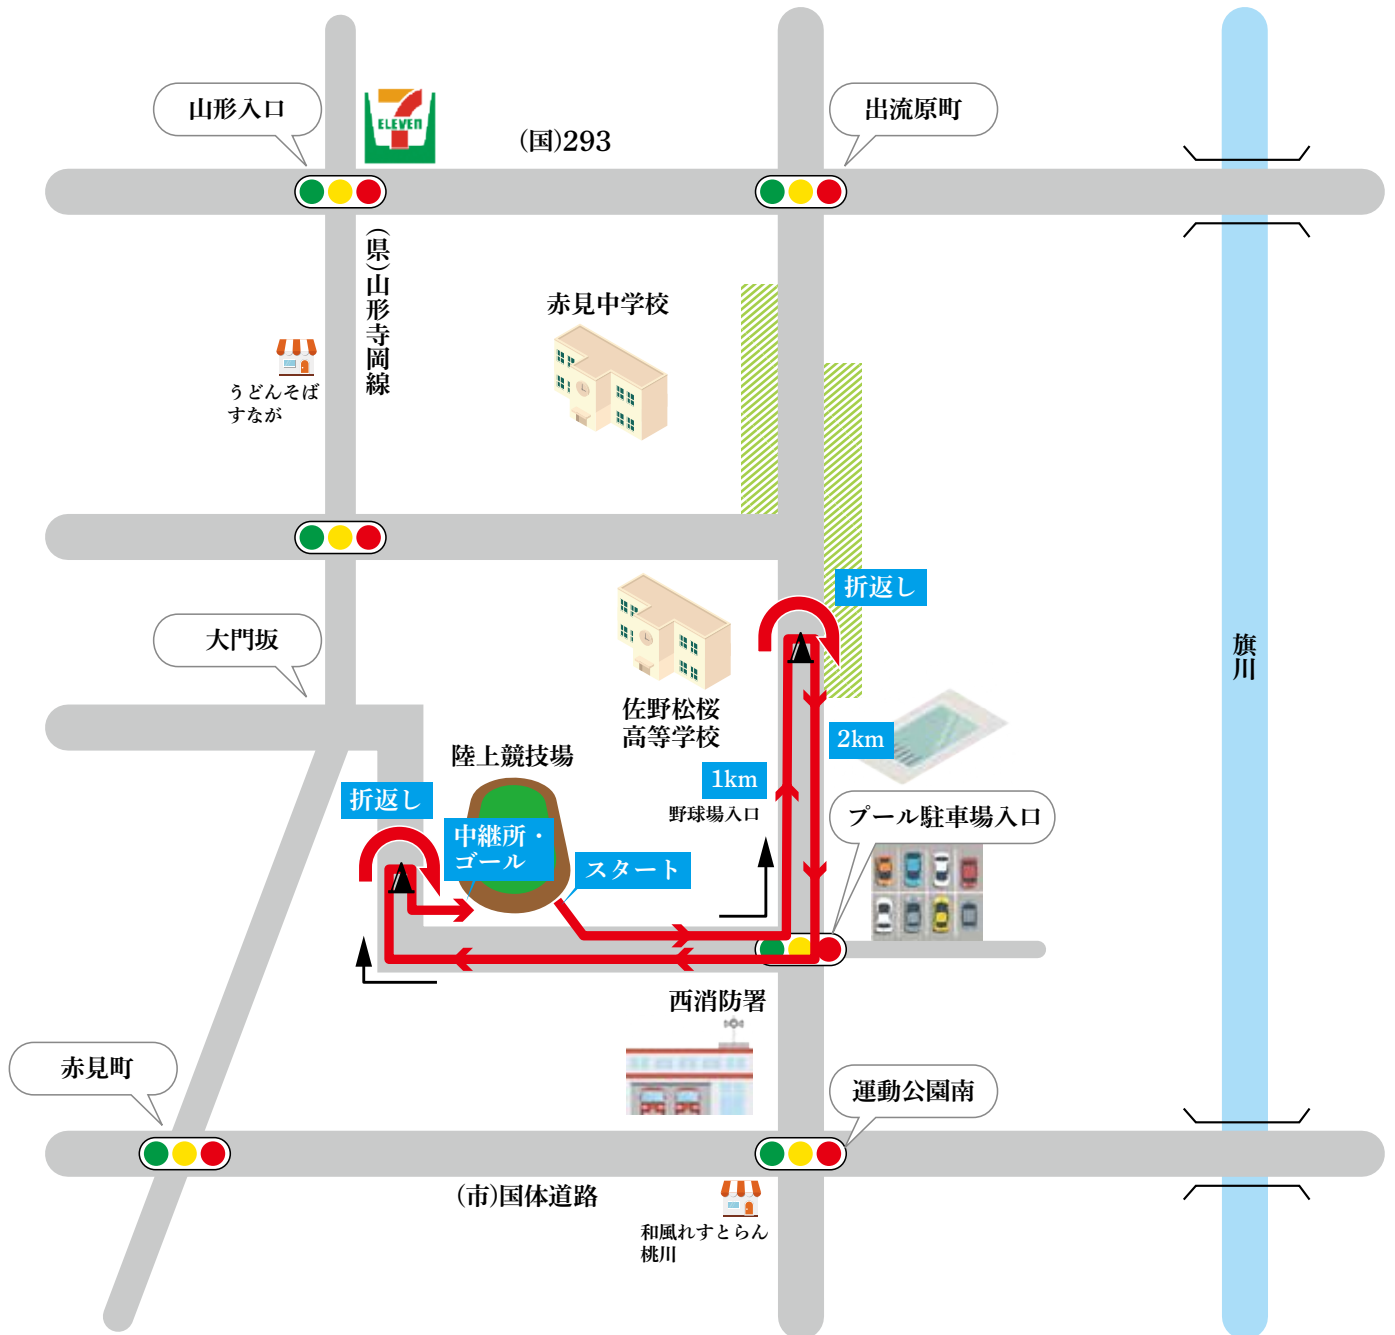 山形入口
7
ELEVEN
(国)293
出流原町
(県)山形寺岡線
赤見中学校
うどんそば
すなが
折返し
大門坂
佐野松桜
高等学校
旗川
2km
陸上競技場
1km
折返し
野球場入口
プール駐車場入口
中継所・
ゴール
スタート
西消防署
赤見町
運動公園南
(市)国体道路
和風れすとらん
桃川